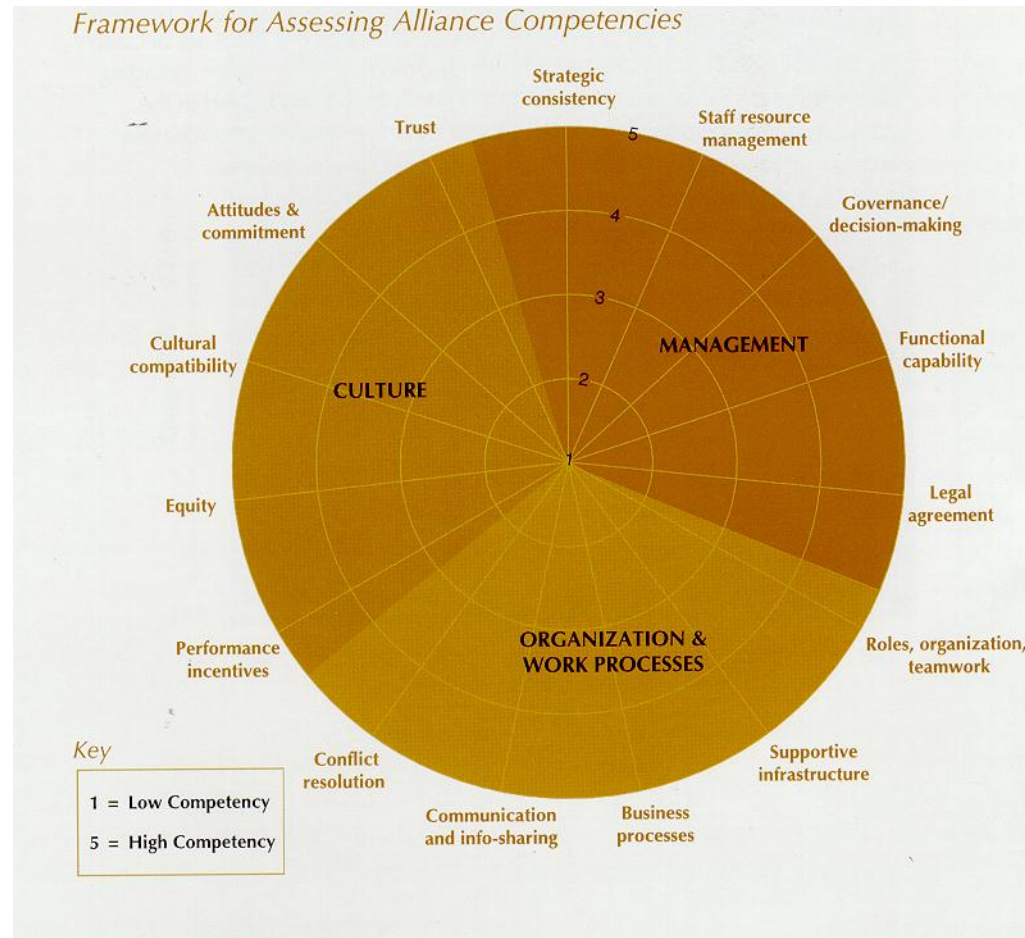 Framework for Assessing Alliance Competencies
Strategic
consistency
Staff resource
management
Governance/
decision-making
Functional
capability
Legal
agreement
Roles, organization,
teamwork
Supportive
infrastructure
Business
processes
Communication
and info-sharing
Conflict
resolution
Performance
incentives
Equity
Cultural
compatibility
Attitudes &
commitment
Trust
5
4
3
2
1
MANAGEMENT
CULTURE
ORGANIZATION &
WORK PROCESSES
Key
1 = Low Competency
5 = High Competency